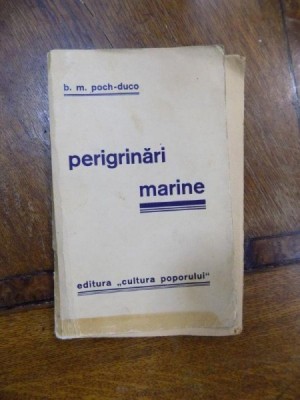 b. m. poch-duco
perigrinări
marine
editura „cultura poporului"